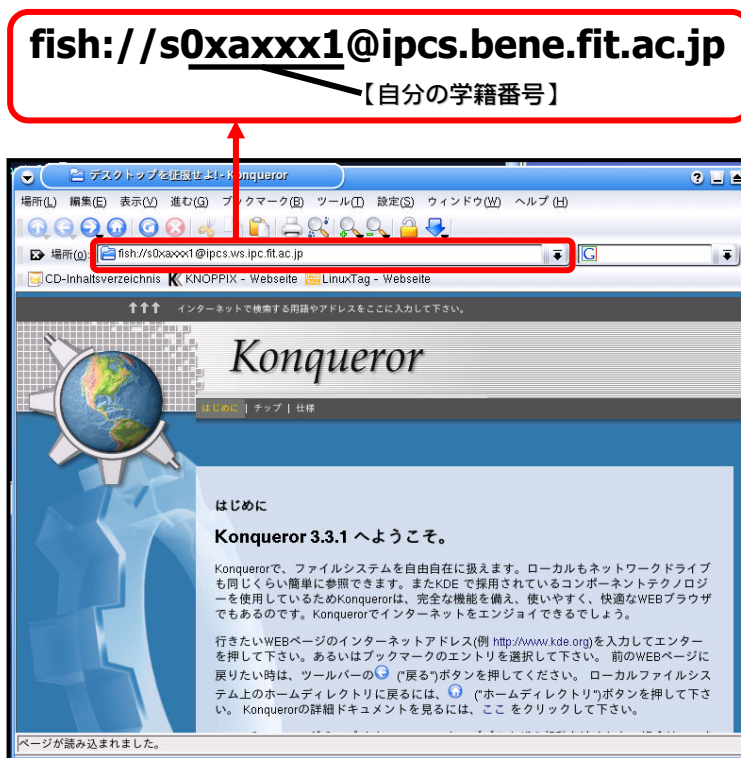 fish://s0xaxxx1@ipcs.bene.fit.ac.jp
【自分の学籍番号】
デスクトップを征服せよ! - Konqueror
場所(L) 編集(E) 表示(V) 進む(G) ブックマーク(B) ツール(T) 設定(S) ウィンドウ(W) ヘルプ(H)
場所(o): fish://s0xaxxx1@ipcs.ws.ipc.fit.ac.jp
CD-Inhaltsverzeichnis KNOPPIX - Webseite LinuxTag - Webseite
↑↑↑ インターネットで検索する用語やアドレスをここに入力して下さい。
Konqueror
はじめに | チップ | 仕様
はじめに
Konqueror 3.3.1 へようこそ。
Konquerorで、ファイルシステムを自由自在に扱えます。ローカルもネットワークドライブ
も同じくらい簡単に参照できます。またKDE で採用されているコンポーネントテクノロジ
ーを使用しているためKonquerorは、完全な機能を備え、使いやすく、快適なWEBブラウザ
でもあるのです。Konquerorでインターネットをエンジョイできるでしょう。
行きたいWEBページのインターネットアドレス(例 http://www.kde.org)を入力してエンター
を押して下さい。あるいはブックマークのエントリを選択して下さい。 前のWEBページに
戻りたい時は、ツールバーの ("戻る")ボタンを押してください。 ローカルファイルシス
テム上のホームディレクトリに戻るには、 ("ホームディレクトリ")ボタンを押して下さ
い。 Konquerorの詳細ドキュメントを見るには、ここ をクリックして下さい。
ページが読み込まれました。